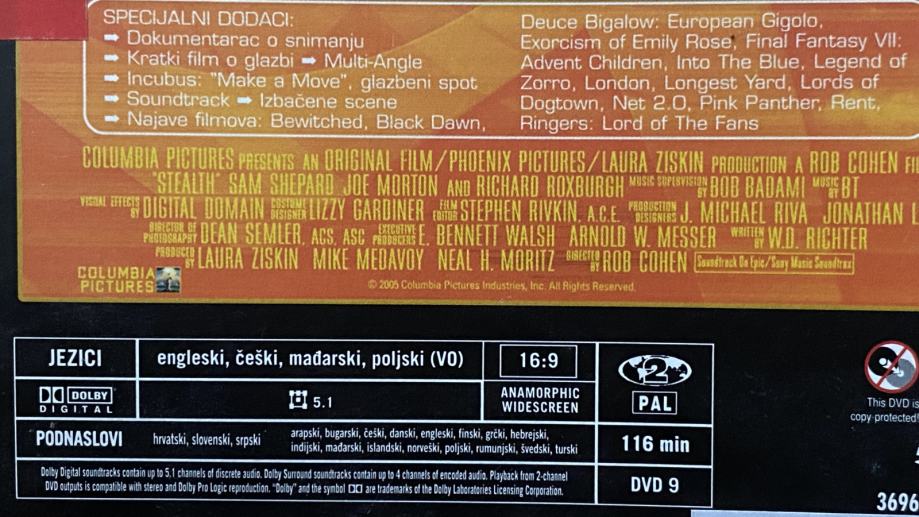 SPECIJALNI DODACI:
➡ Dokumentarac o snimanju
➡ Kratki film o glazbi ➡ Multi-Angle
➡ Incubus: "Make a Move", glazbeni spot
➡ Soundtrack ➡ Izbačene scene
➡ Najave filmova: Bewitched, Black Dawn,
Deuce Bigalow: European Gigolo,
Exorcism of Emily Rose, Final Fantasy VII:
Advent Children, Into The Blue, Legend of
Zorro, London, Longest Yard, Lords of
Dogtown, Net 2.0, Pink Panther, Rent,
Ringers: Lord of The Fans
COLUMBIA PICTURES PRESENTS AN ORIGINAL FILM/PHOENIX PICTURES/LAURA ZISKIN PRODUCTION A ROB COHEN
"STEALTH" SAM SHEPARD JOE MORTON AND RICHARD ROXBURGH MUSIC SUPERVISION BY BOB BADAMI MUSIC BY BT
VISUAL EFFECTS BY DIGITAL DOMAIN COSTUME DESIGNER LIZZY GARDINER FILM EDITOR STEPHEN RIVKIN, A.C.E. PRODUCTION DESIGNERS J. MICHAEL RIVA JONATHAN
DIRECTOR OF PHOTOGRAPHY DEAN SEMLER, ACS, ASC EXECUTIVE PRODUCERS E. BENNETT WALSH ARNOLD W. MESSER WRITTEN BY W.D. RICHTER
PRODUCED BY LAURA ZISKIN MIKE MEDAVOY NEAL H. MORITZ DIRECTED BY ROB COHEN Soundtrack On Epic/Sony Music Soundtrax
COLUMBIA
PICTURES
© 2005 Columbia Pictures Industries, Inc. All Rights Reserved.
JEZICI
engleski, češki, mađarski, poljski (VO)
16:9
2
PAL
DOLBY
DIGITAL
5.1
ANAMORPHIC
WIDESCREEN
PODNASLOVI
hrvatski, slovenski, srpski
arapski, bugarski, češki, danski, engleski, finski, grčki, hebrejski,
indijski, mađarski, islandski, norveški, poljski, rumunjski, švedski, turski
116 min
Dolby Digital soundtracks contain up to 5.1 channels of discrete audio. Dolby Surround soundtracks contain up to 4 channels of encoded audio. Playback from 2-channel
DVD outputs is compatible with stereo and Dolby Pro Logic reproduction. "Dolby" and the symbol are trademarks of the Dolby Laboratories Licensing Corporation.
DVD 9
This DVD is
copy-protected!
3696